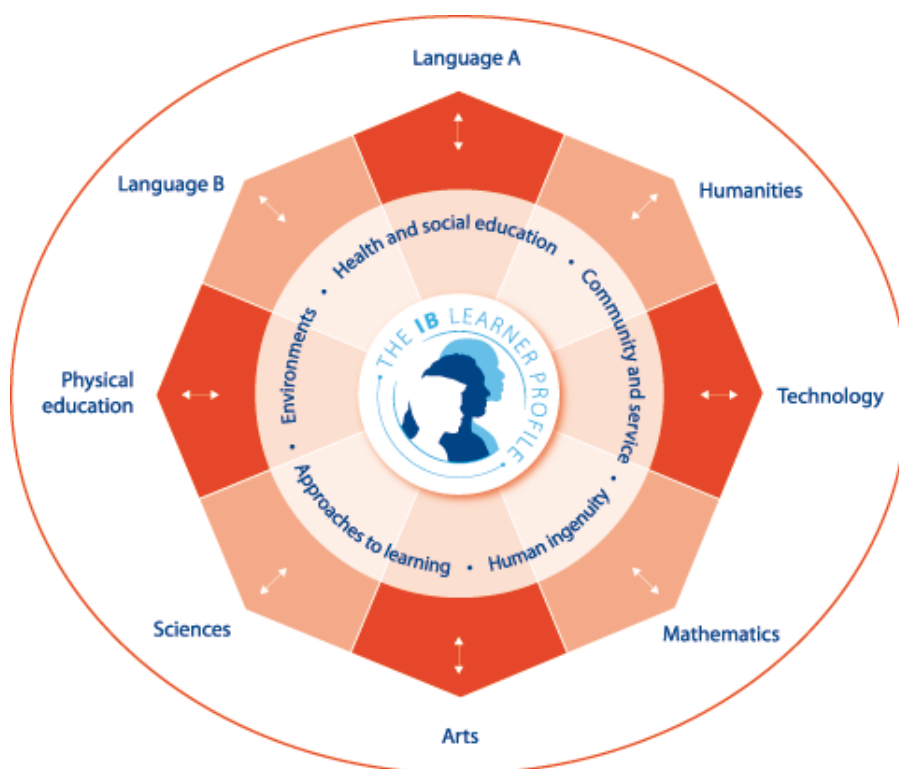 Language A
Language B
Humanities
Physical
education
Technology
Sciences
Mathematics
Arts
Health and social education • Community and service • Human ingenuity • Approaches to learning • Environments •
THE IB LEARNER PROFILE